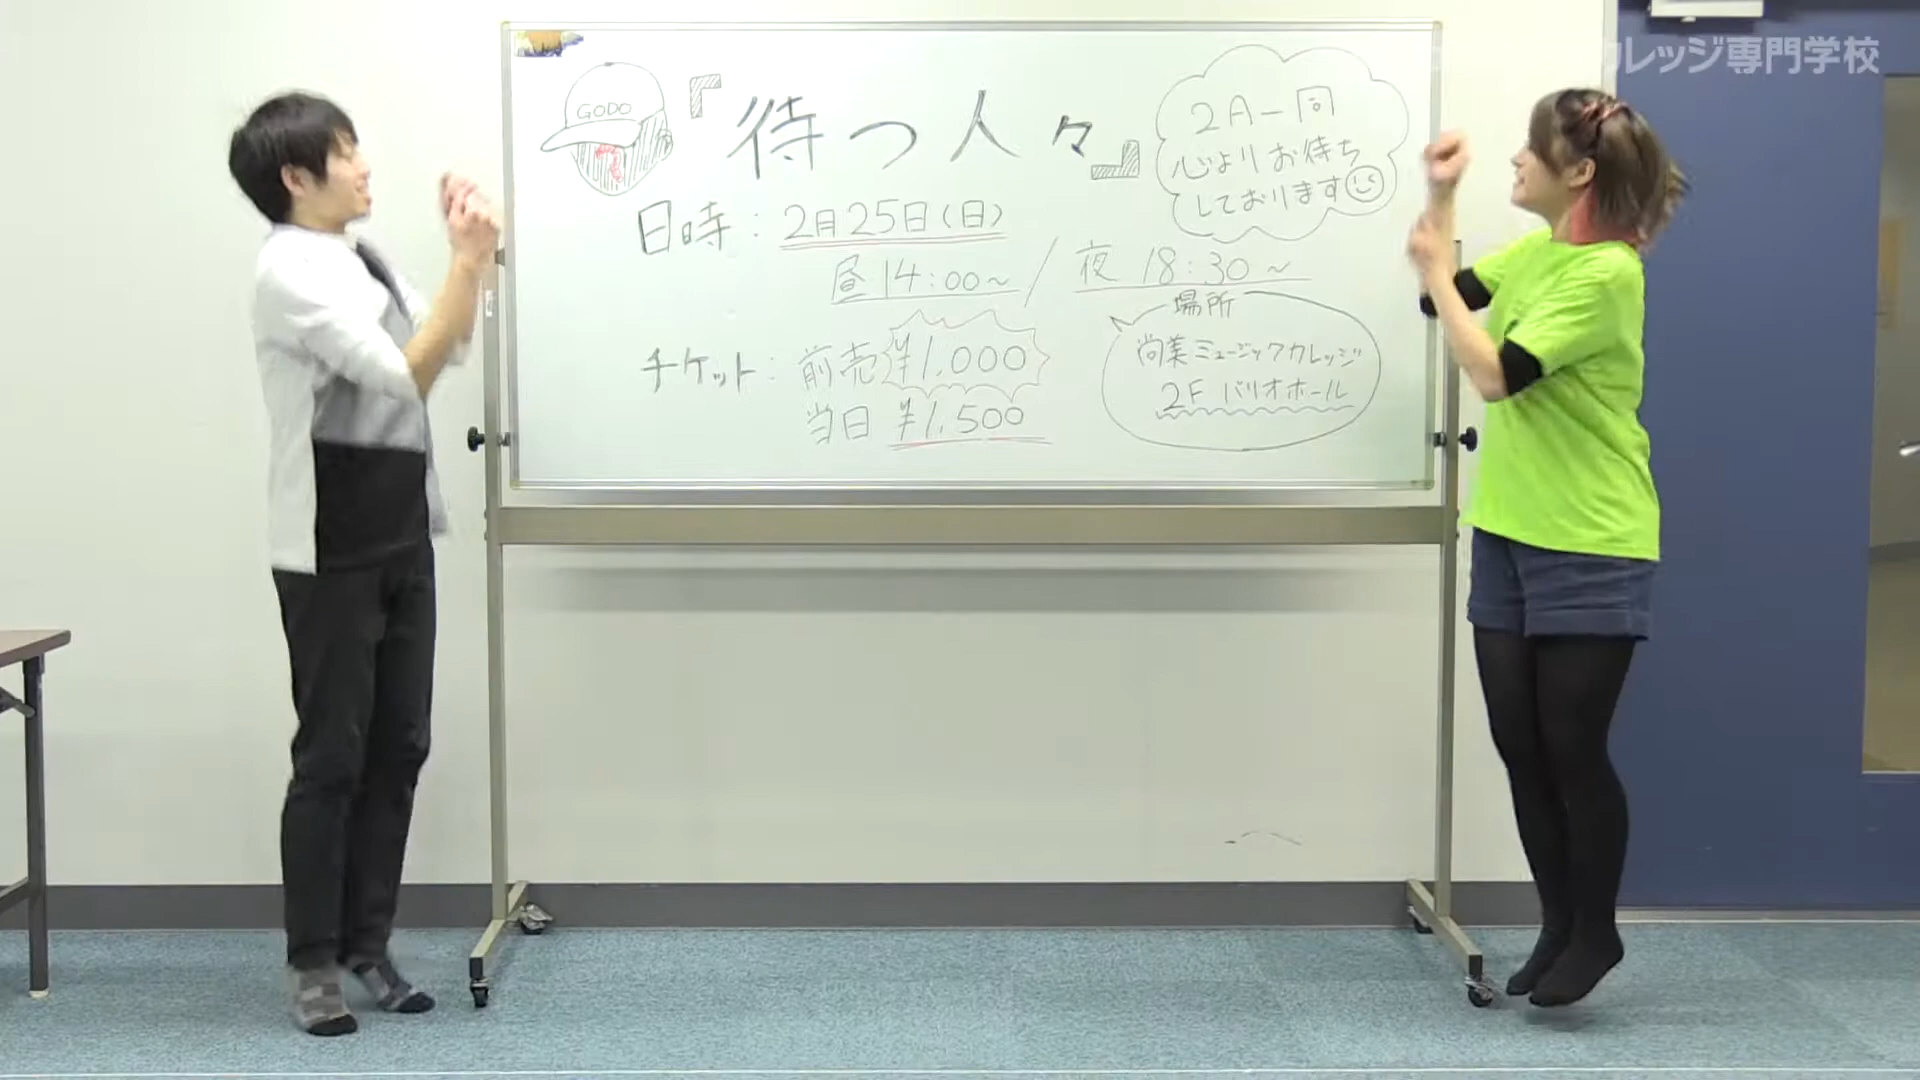 カレッジ専門学校
GODO
『待つ人々』
2A一同
心よりお待ち
しております
日時：2月25日（日）
昼14:00～/夜 18:30～
チケット：前売¥1,000
当日 ¥1,500
場所
尚美ミュージックカレッジ
2F バリオホール